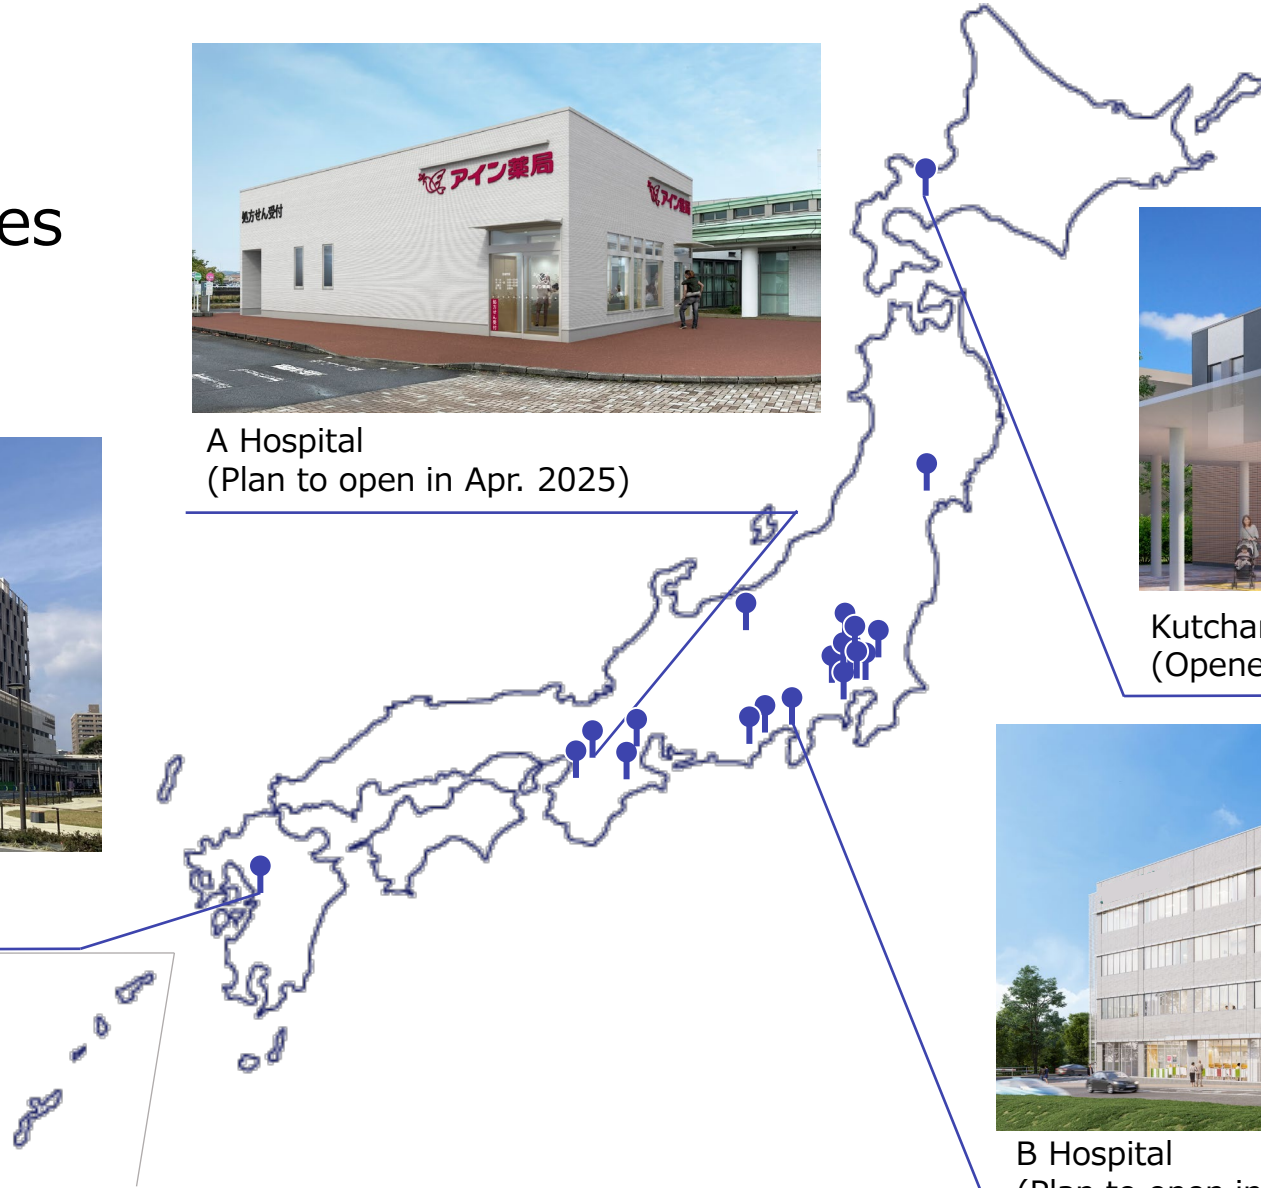 es
処方せん受付
アイン薬局
アイン薬局
A Hospital
(Plan to open in Apr. 2025)
Kutchan
(Opene
B Hospital